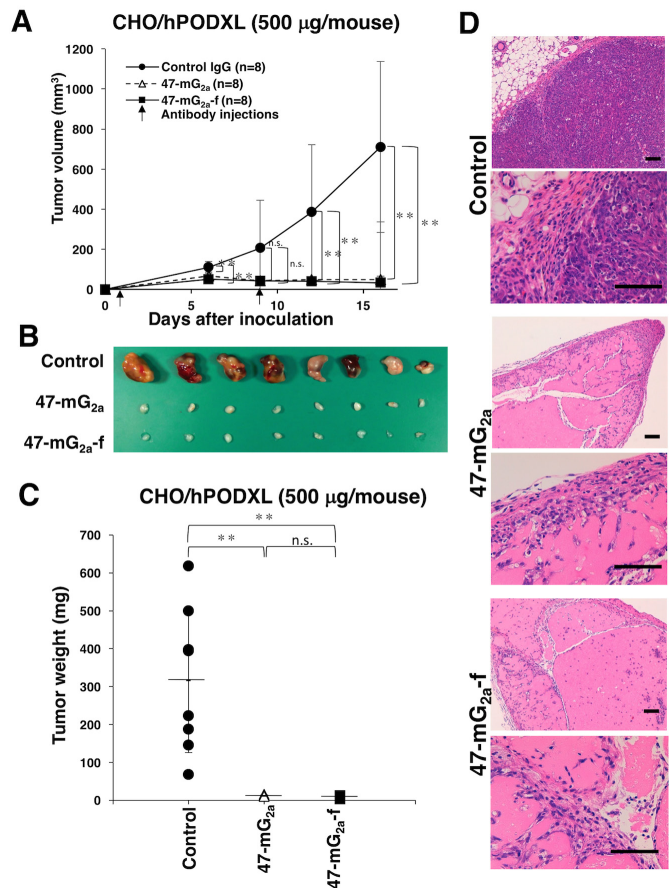 A
CHO/hPODXL (500 μg/mouse)
1200
1000
800
600
400
200
0
Tumor volume (mm³)
Control IgG (n=8)
47-mG₂ₐ (n=8)
47-mG₂ₐ-f (n=8)
Antibody injections
**
**
n.s.
n.s.
**
**
**
**
0
5
10
15
Days after inoculation
B
Control
47-mG₂ₐ
47-mG₂ₐ-f
C
CHO/hPODXL (500 μg/mouse)
700
600
500
400
300
200
100
0
Tumor weight (mg)
**
**
n.s.
Control
47-mG₂ₐ
47-mG₂ₐ-f
D
Control
47-mG₂ₐ
47-mG₂ₐ-f